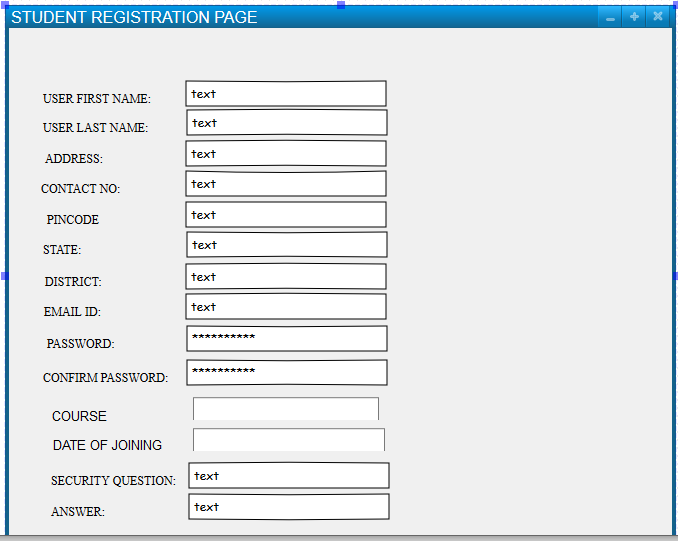 STUDENT REGISTRATION PAGE
USER FIRST NAME: text
USER LAST NAME: text
ADDRESS: text
CONTACT NO: text
PINCODE text
STATE: text
DISTRICT: text
EMAIL ID: text
PASSWORD: **********
CONFIRM PASSWORD: **********
COURSE
DATE OF JOINING
SECURITY QUESTION: text
ANSWER: text